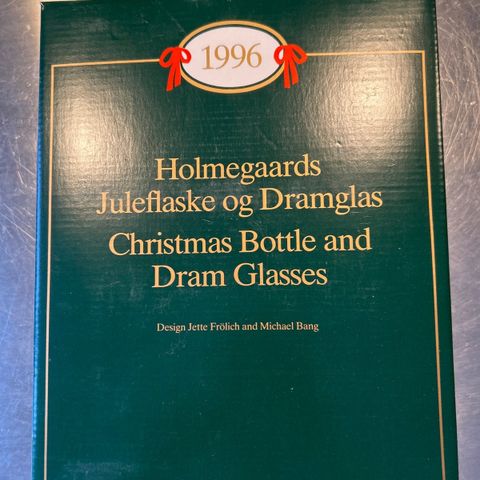 1996
Holmegaards
Juleflaske og Dramglas
Christmas Bottle and
Dram Glasses
Design Jette Frölich and Michael Bang